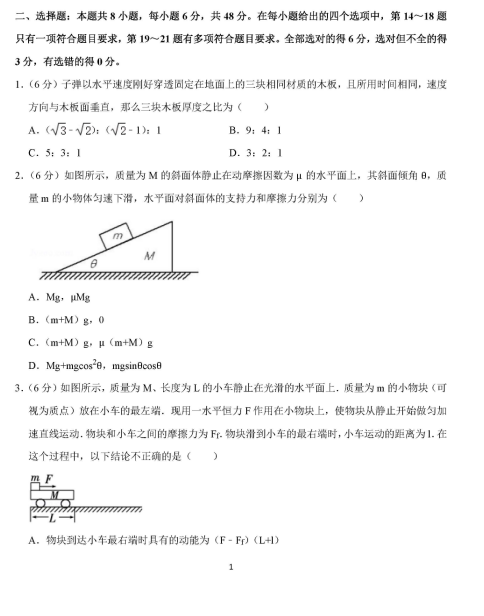 二、选择题：本题共 8 小题，每小题 6 分，共 48 分。在每小题给出的四个选项中，第 14～18 题
只有一项符合题目要求，第 19～21 题有多项符合题目要求。全部选对的得 6 分，选对但不全的得
3 分，有选错的得 0 分。
1.（6 分）子弹以水平速度刚好穿透固定在地面上的三块相同材质的木板，且所用时间相同，速度
方向与木板面垂直，那么三块木板厚度之比为（　　）
A.（√3﹣√2）：（√2﹣1）：1　　B. 9：4：1
C. 5：3：1　　D. 3：2：1
2.（6 分）如图所示，质量为 M 的斜面体静止在动摩擦因数为 μ 的水平面上，其斜面倾角 θ，质
量 m 的小物体匀速下滑，水平面对斜面体的支持力和摩擦力分别为（　　）
m
M
θ
A. Mg，μMg
B.（m+M）g，0
C.（m+M）g，μ（m+M）g
D. Mg+mgcos²θ，mgsinθcosθ
3.（6 分）如图所示，质量为 M、长度为 L 的小车静止在光滑的水平面上．质量为 m 的小物块（可
视为质点）放在小车的最左端．现用一水平恒力 F 作用在小物块上，使物块从静止开始做匀加
速直线运动．物块和小车之间的摩擦力为 Ff．物块滑到小车的最右端时，小车运动的距离为 l．在
这个过程中，以下结论不正确的是（　　）
m F
M
L
A. 物块到达小车最右端时具有的动能为（F﹣Ff）（L+l）
1